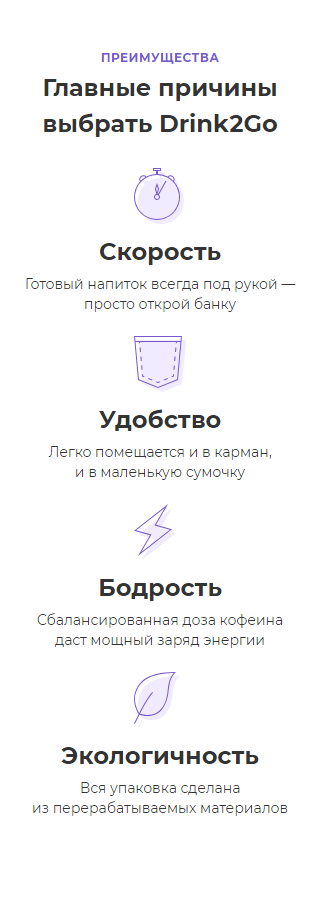 ПРЕИМУЩЕСТВА
Главные причины
выбрать Drink2Go
Скорость
Готовый напиток всегда под рукой —
просто открой банку
Удобство
Легко помещается и в карман,
и в маленькую сумочку
Бодрость
Сбалансированная доза кофеина
даст мощный заряд энергии
Экологичность
Вся упаковка сделана
из перерабатываемых материалов